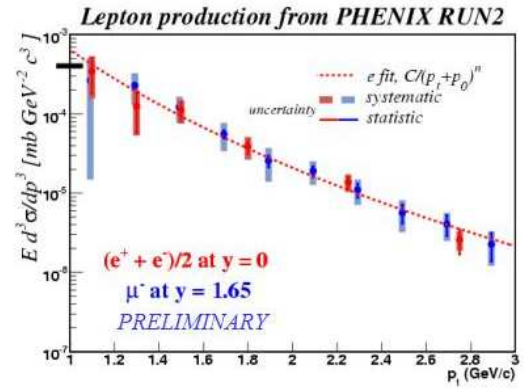 Lepton production from PHENIX RUN2
E d³σ/dp³ [mb GeV⁻² c³]
10⁻³
10⁻⁴
10⁻⁵
10⁻⁶
10⁻⁷
e fit, C/(pₜ+p₀)ⁿ
systematic
uncertainty
statistic
(e⁺ + e⁻)/2 at y = 0
μ⁻ at y = 1.65
PRELIMINARY
1 1.2 1.4 1.6 1.8 2 2.2 2.4 2.6 2.8 3
pₜ (GeV/c)